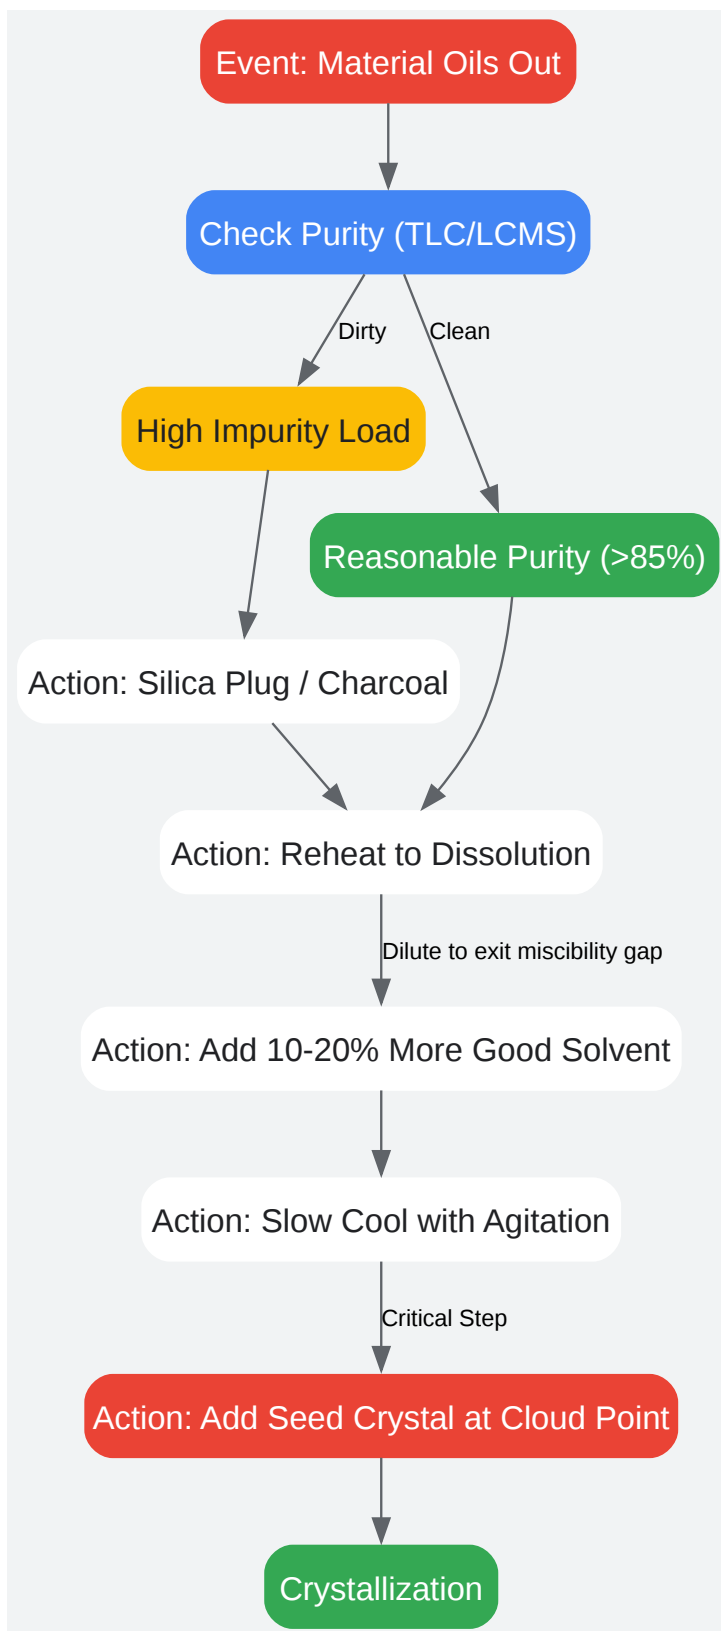 Event: Material Oils Out
Check Purity (TLC/LCMS)
Dirty
Clean
High Impurity Load
Reasonable Purity (>85%)
Action: Silica Plug / Charcoal
Action: Reheat to Dissolution
Dilute to exit miscibility gap
Action: Add 10-20% More Good Solvent
Action: Slow Cool with Agitation
Critical Step
Action: Add Seed Crystal at Cloud Point
Crystallization